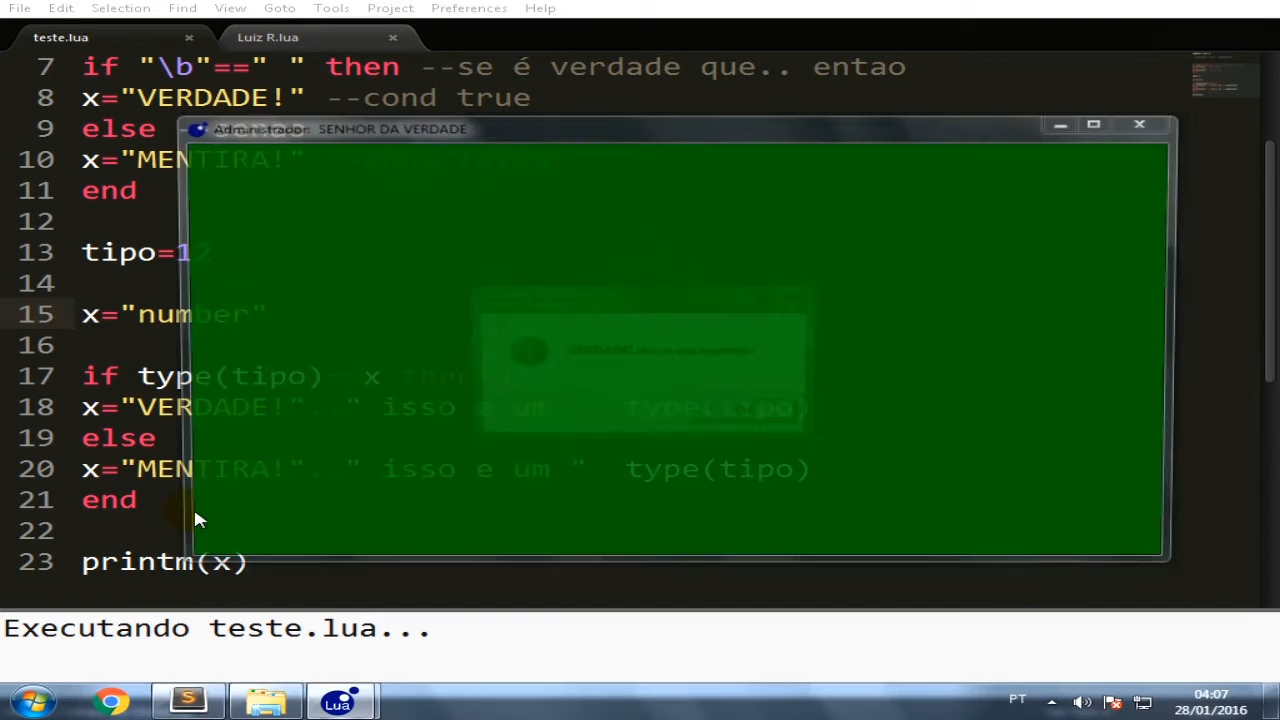 File Edit Selection Find View Goto Tools Project Preferences Help
teste.lua × Luiz R.lua ×
7 if "\b"==" " then --se é verdade que.. entao
8 x="VERDADE!" --cond true
Administrador: SENHOR DA VERDADE
9 else
10 x="MENTIRA!"
11 end
12
13 tipo=12
14
15 x="number"
16
17 if type(tipo)==x then
18 x="VERDADE!".." isso e um type(tipo)
19 else
20 x="MENTIRA!".." isso e um " type(tipo)
21 end
22
23 printm(x)
Executando teste.lua...
S Lua PT 04:07
28/01/2016